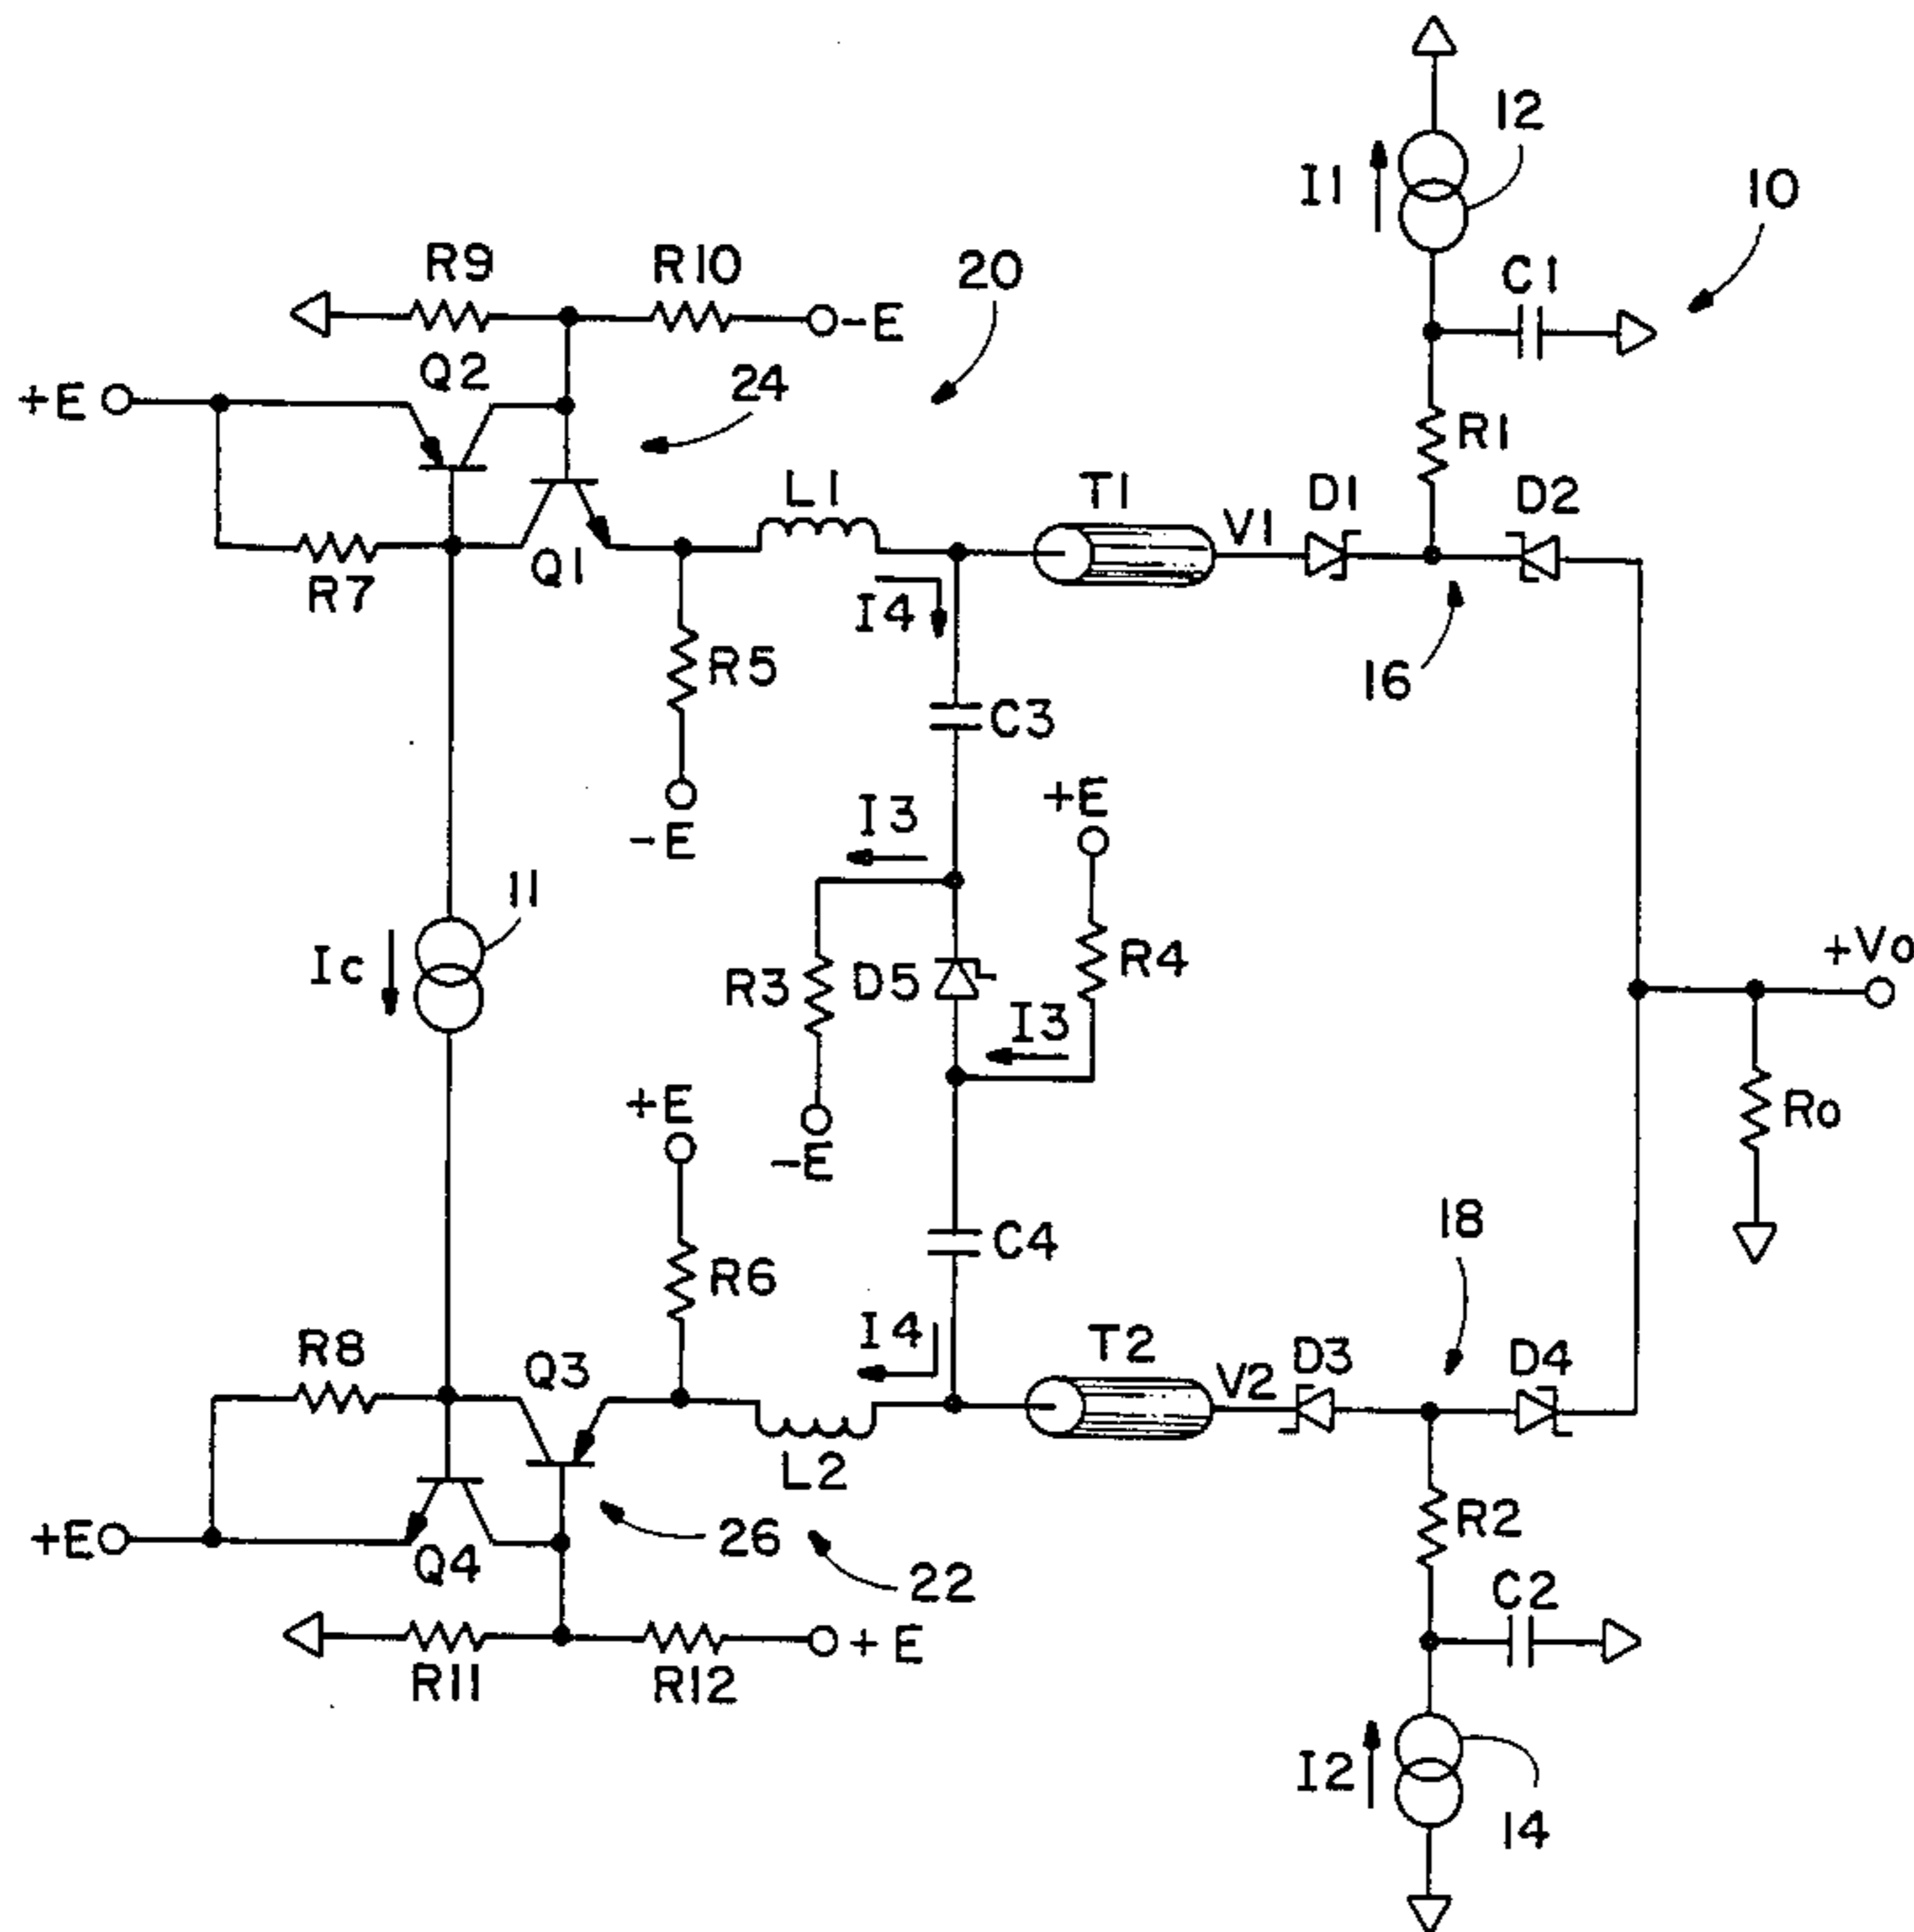 12
I1
10
R9
R10
20
C1
-E
Q2
24
+E
R1
L1
T1
V1
D1
D2
Q1
R7
I4
R5
16
C3
+E
-E
I3
11
Ic
R3
D5
R4
+Vo
I3
+E
Ro
-E
18
C4
R6
R8
Q3
I4
T2
V2
D3
D4
L2
R2
+E
26
Q4
22
C2
+E
R11
R12
I2
14